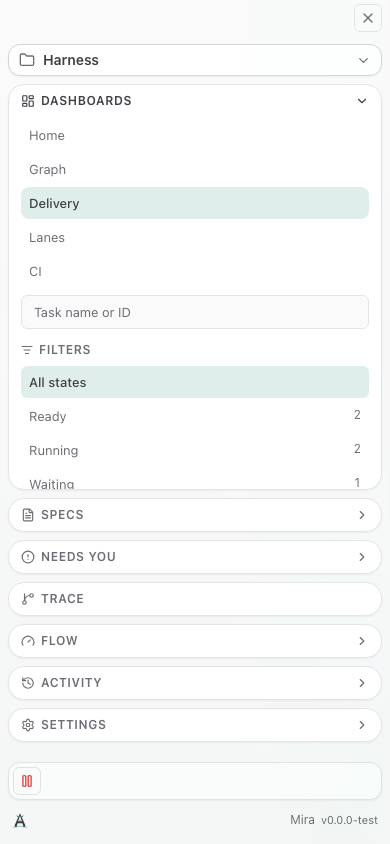 Harness
DASHBOARDS
Home
Graph
Delivery
Lanes
CI
Task name or ID
FILTERS
All states
Ready 2
Running 2
Waiting 1
SPECS
NEEDS YOU
TRACE
FLOW
ACTIVITY
SETTINGS
Mira v0.0.0-test